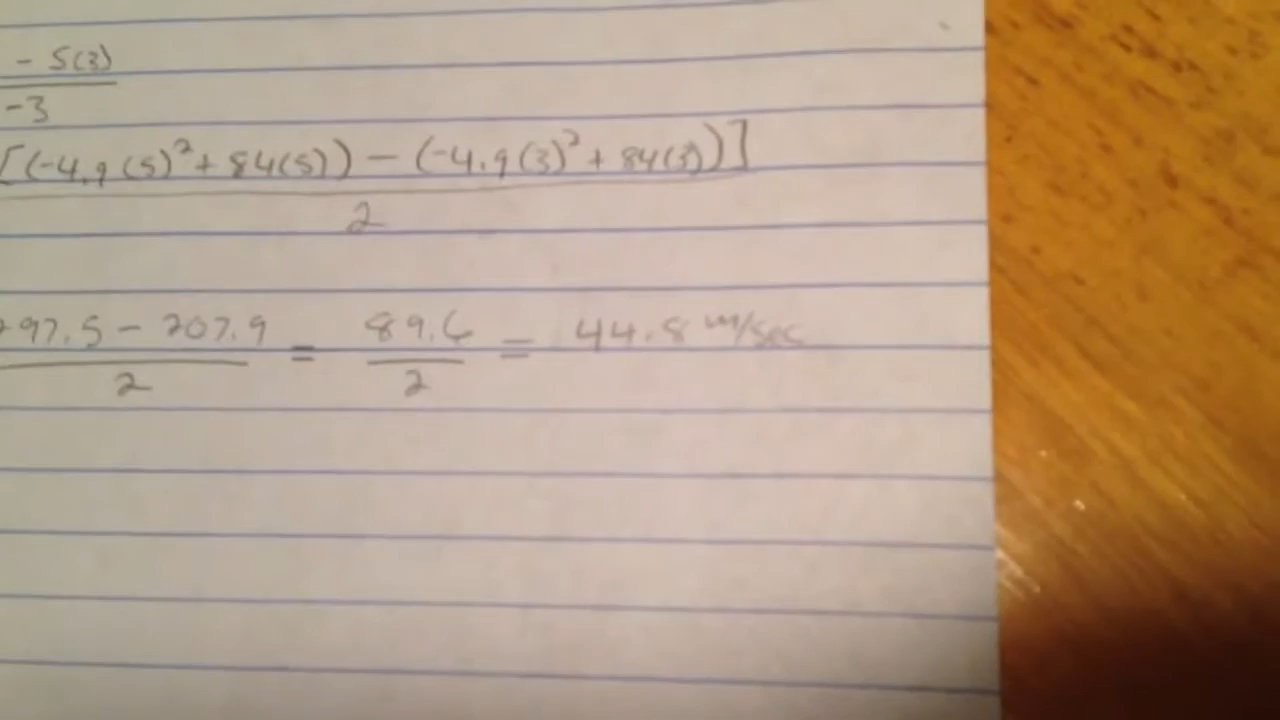 - S(3)
-3
[(-4.9(5)²+84(5)) - (-4.9(3)²+84(3))]
2
297.5 - 207.9 = 89.6 = 44.8 m/sec
2 2